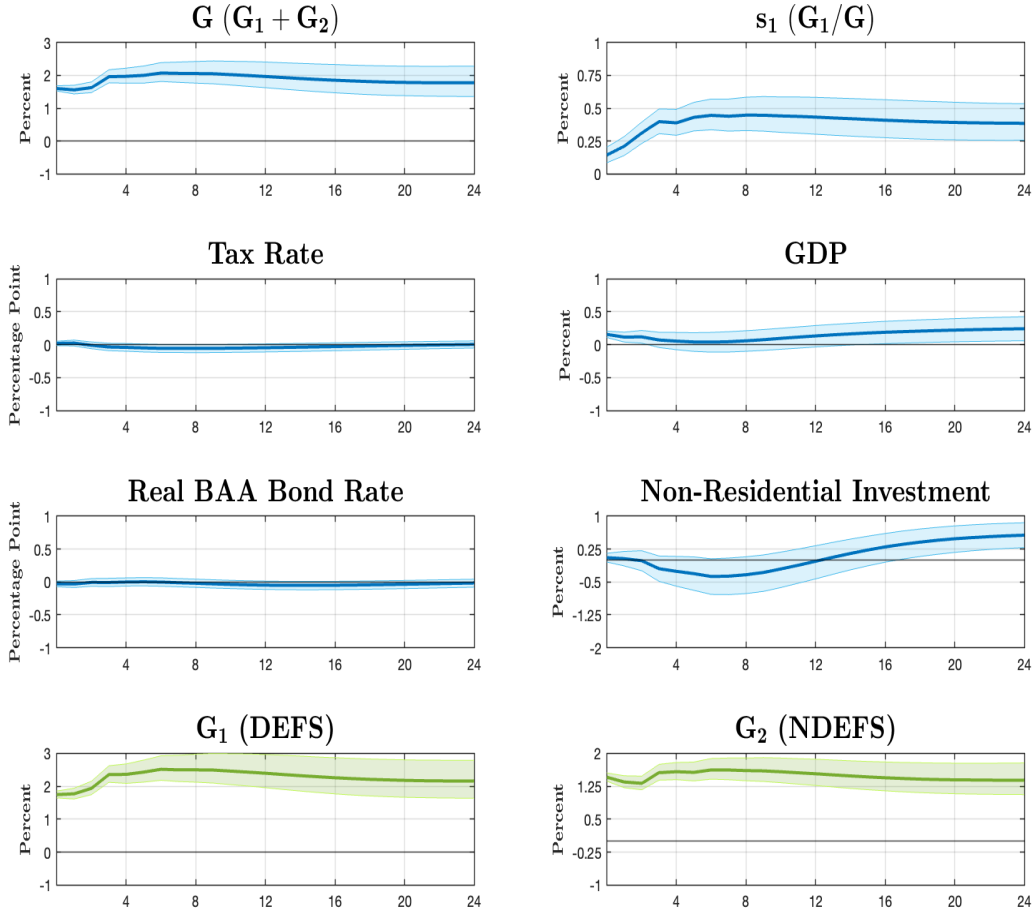 G (G₁ + G₂)
Percent
3
2
1
0
-1
4 8 12 16 20 24
s₁ (G₁/G)
Percent
1
0.75
0.5
0.25
0
4 8 12 16 20 24
Tax Rate
Percentage Point
1
0.5
0
-0.5
-1
4 8 12 16 20 24
GDP
Percent
1
0.5
0
-0.5
-1
4 8 12 16 20 24
Real BAA Bond Rate
Percentage Point
1
0.5
0
-0.5
-1
4 8 12 16 20 24
Non-Residential Investment
Percent
1
0.25
-0.5
-1.25
-2
4 8 12 16 20 24
G₁ (DEFS)
Percent
3
2
1
0
-1
4 8 12 16 20 24
G₂ (NDEFS)
Percent
2
1.25
0.5
-0.25
-1
4 8 12 16 20 24